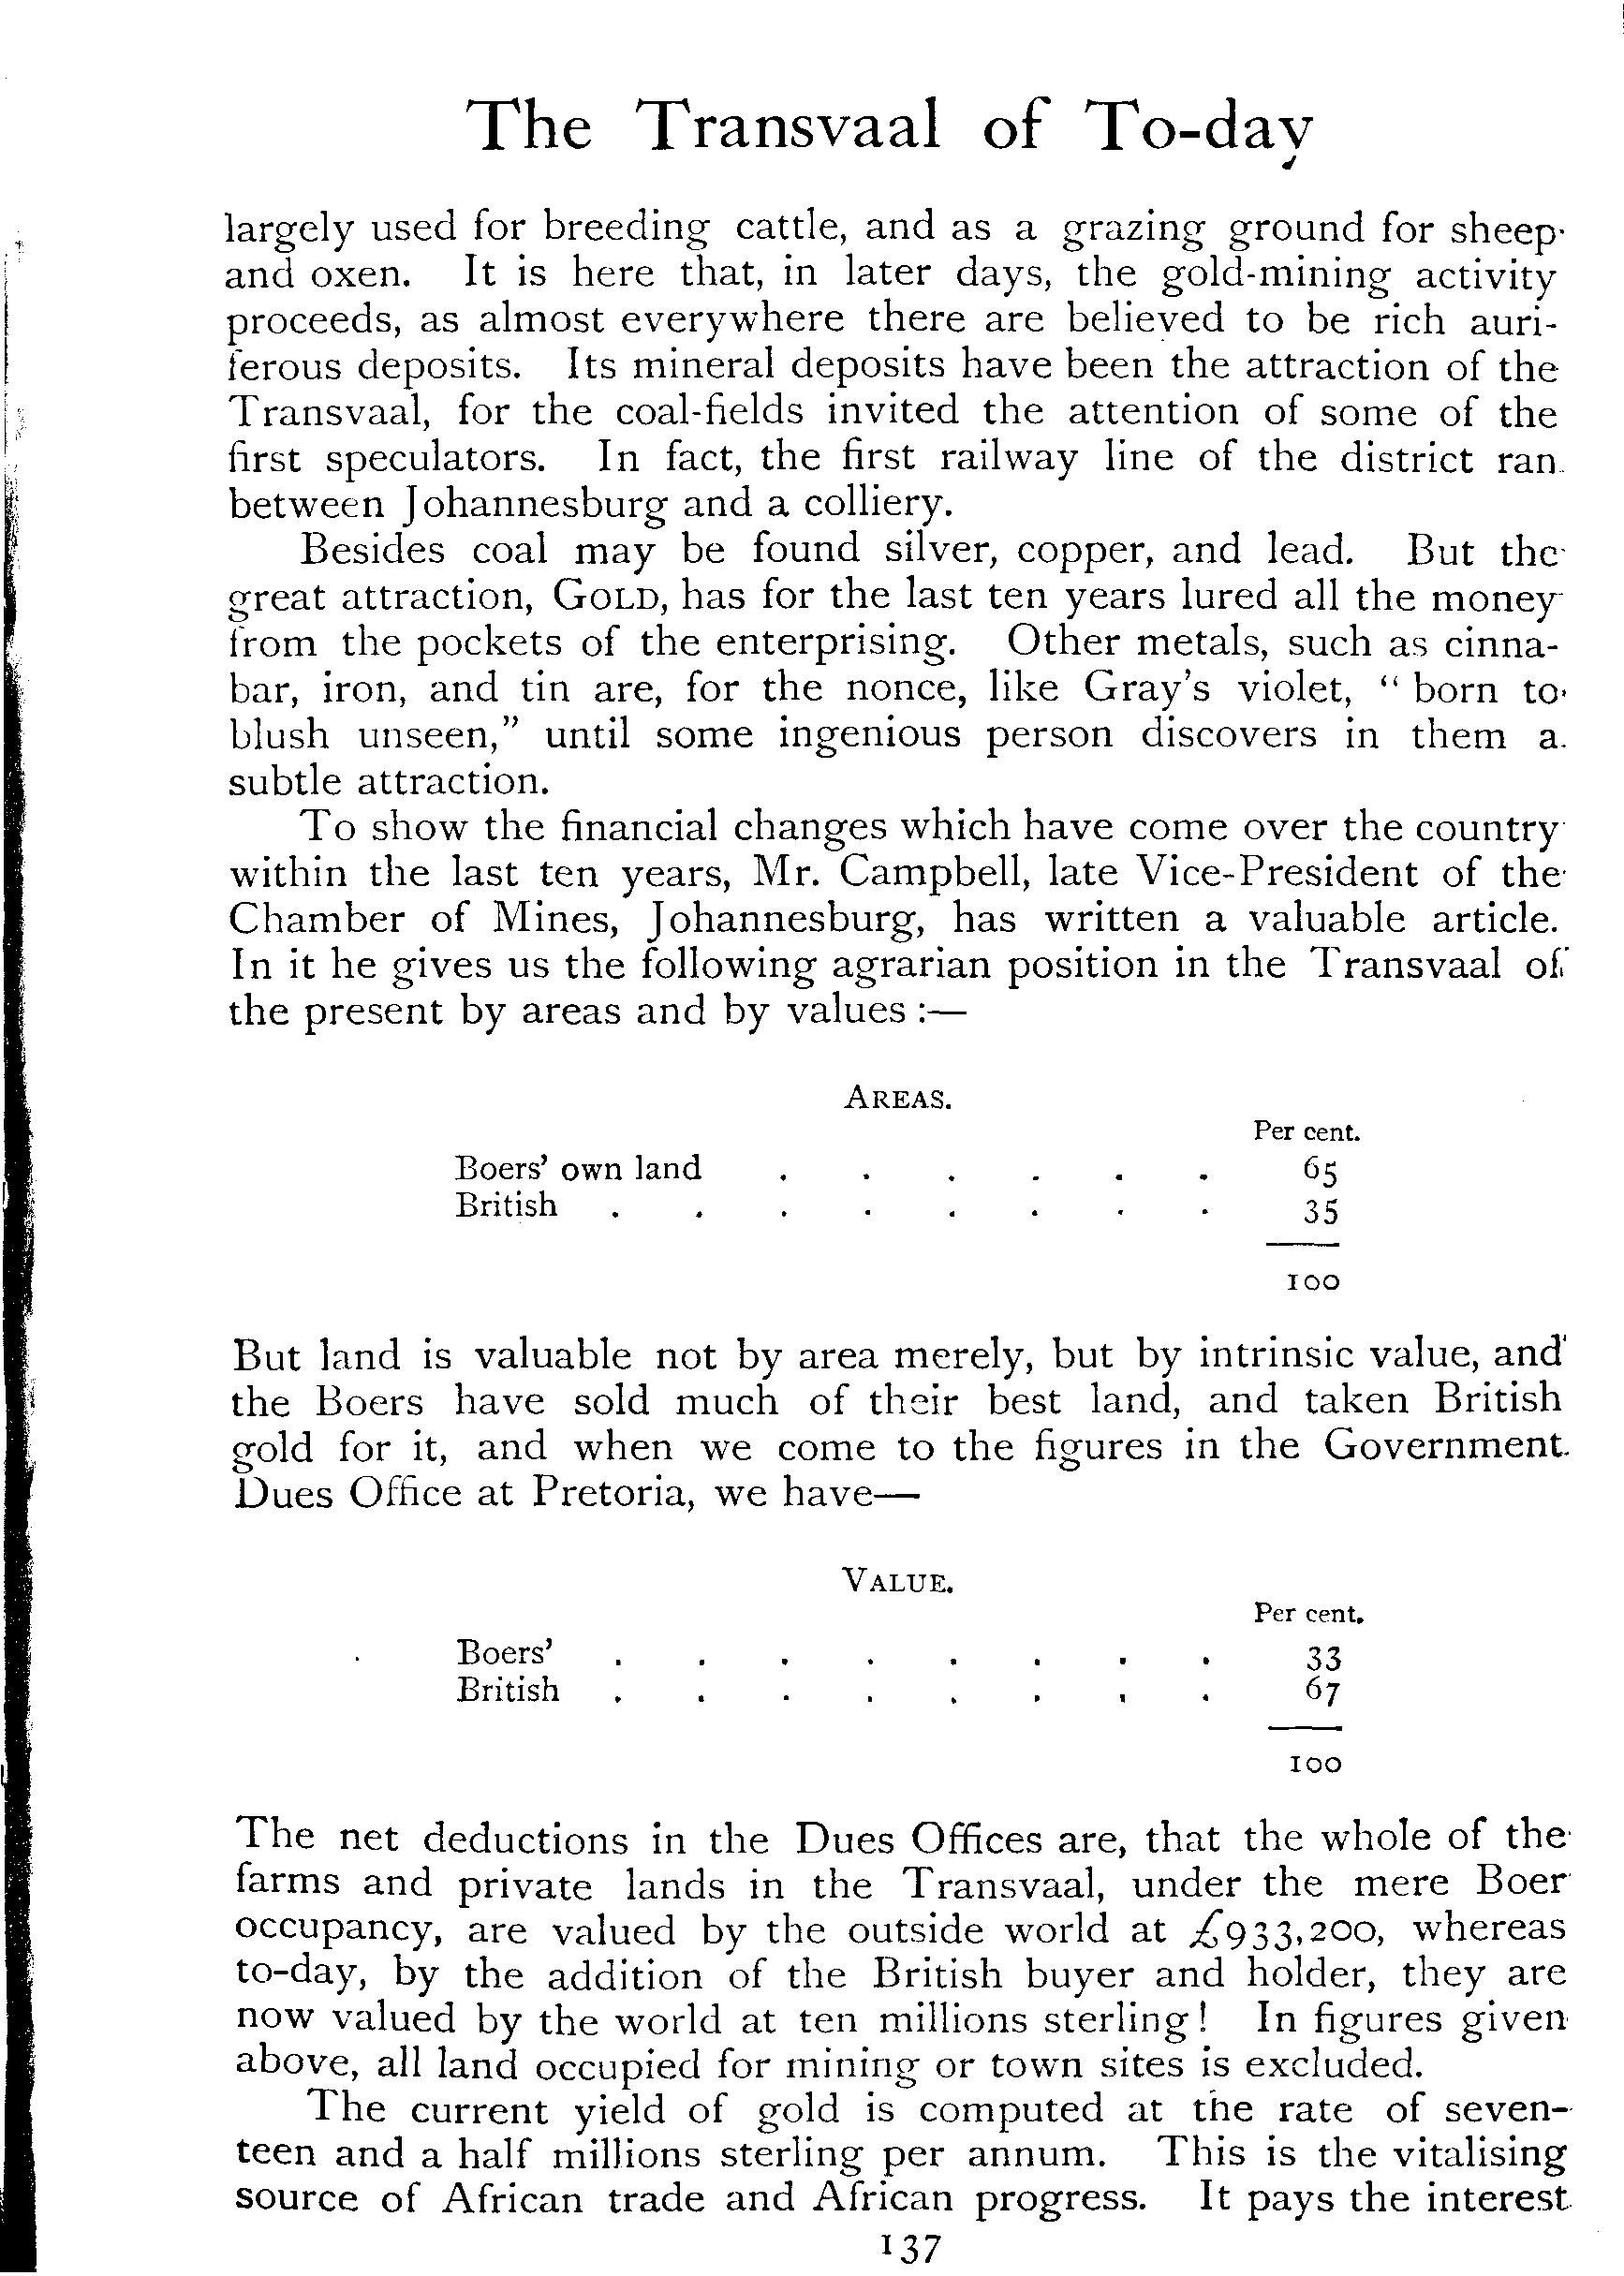 The Transvaal of To-day
largely used for breeding cattle, and as a grazing ground for sheep
and oxen. It is here that, in later days, the gold-mining activity
proceeds, as almost everywhere there are believed to be rich auri-
ferous deposits. Its mineral deposits have been the attraction of the
Transvaal, for the coal-fields invited the attention of some of the
first speculators. In fact, the first railway line of the district ran
between Johannesburg and a colliery.
Besides coal may be found silver, copper, and lead. But the
great attraction, GOLD, has for the last ten years lured all the money
from the pockets of the enterprising. Other metals, such as cinna-
bar, iron, and tin are, for the nonce, like Gray's violet, "born to
blush unseen," until some ingenious person discovers in them a
subtle attraction.
To show the financial changes which have come over the country
within the last ten years, Mr. Campbell, late Vice-President of the
Chamber of Mines, Johannesburg, has written a valuable article.
In it he gives us the following agrarian position in the Transvaal of
the present by areas and by values :—
AREAS.
Per cent.
Boers' own land . . . . . . 65
British . . . . . . . . 35
100
But land is valuable not by area merely, but by intrinsic value, and
the Boers have sold much of their best land, and taken British
gold for it, and when we come to the figures in the Government
Dues Office at Pretoria, we have—
VALUE.
Per cent.
Boers' . . . . . . . . 33
British . . . . . . . . 67
100
The net deductions in the Dues Offices are, that the whole of the
farms and private lands in the Transvaal, under the mere Boer
occupancy, are valued by the outside world at £933,200, whereas
to-day, by the addition of the British buyer and holder, they are
now valued by the world at ten millions sterling! In figures given
above, all land occupied for mining or town sites is excluded.
The current yield of gold is computed at the rate of seven-
teen and a half millions sterling per annum. This is the vitalising
source of African trade and African progress. It pays the interest
137